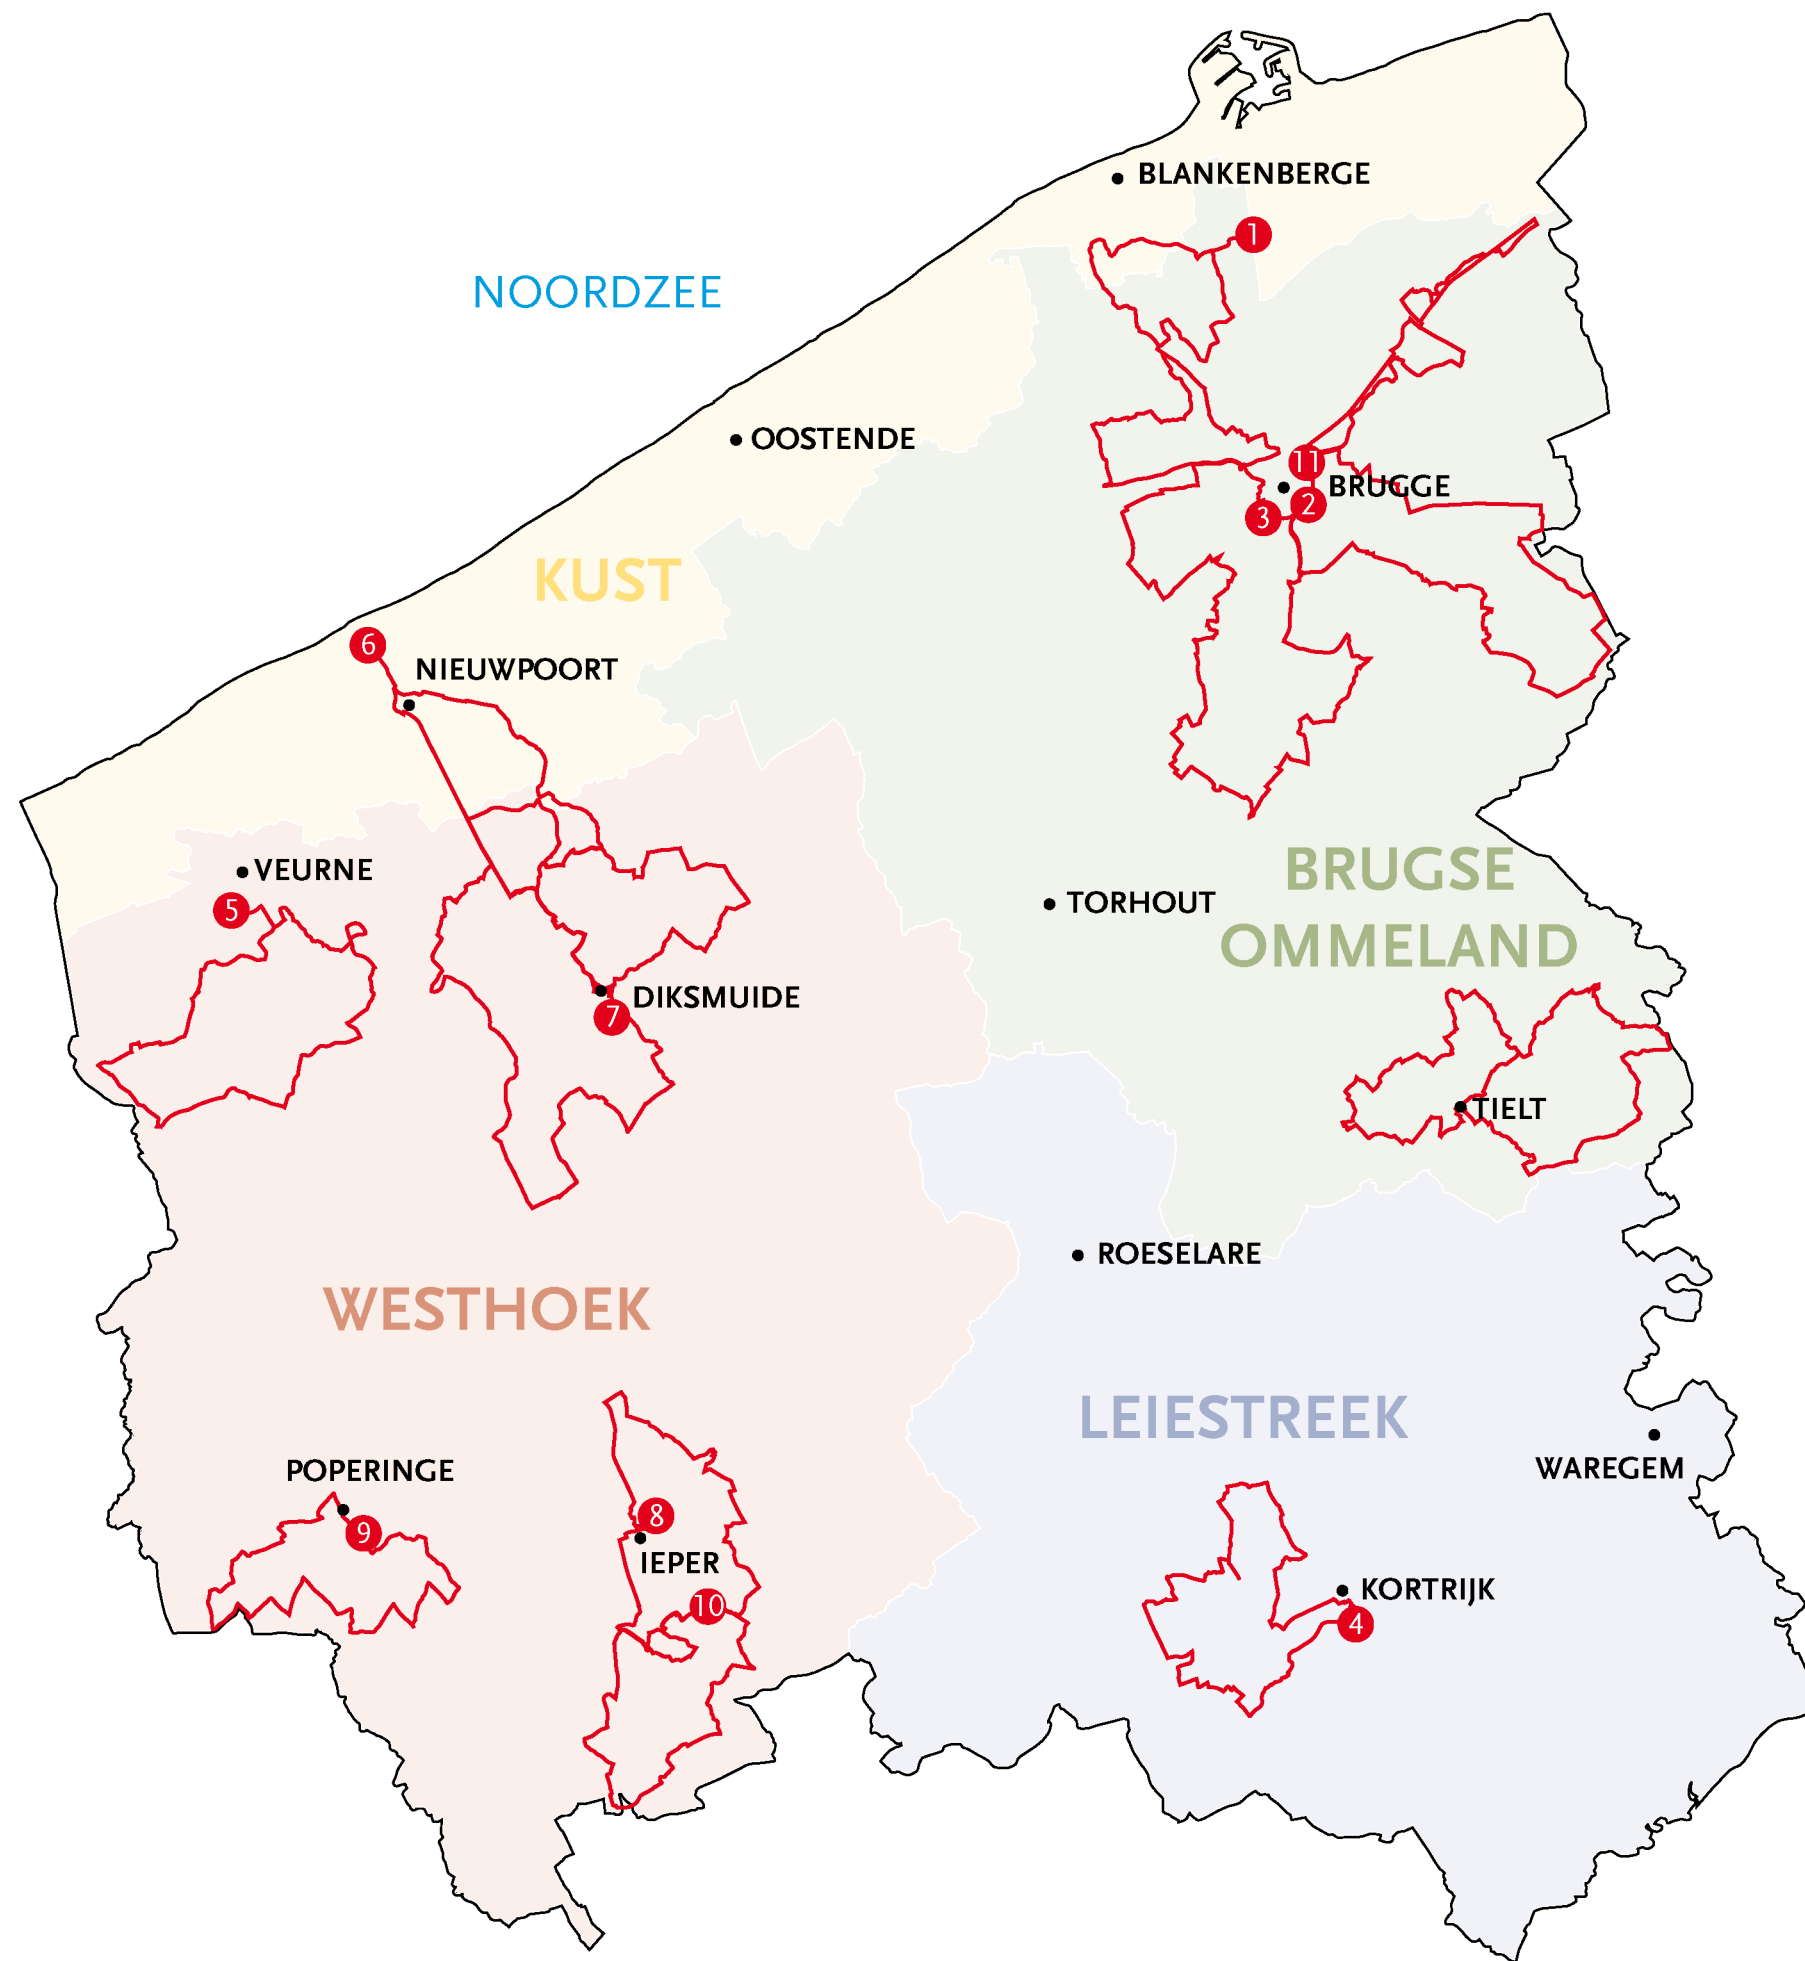 BLANKENBERGE
1
NOORDZEE
OOSTENDE
11
BRUGGE
2
3
KUST
6
NIEUWPOORT
VEURNE
5
TORHOUT
BRUGSE
OMMELAND
DIKSMUIDE
7
TIELT
ROESELARE
WESTHOEK
LEIESTREEK
WAREGEM
POPERINGE
9
8
IEPER
10
KORTRIJK
4